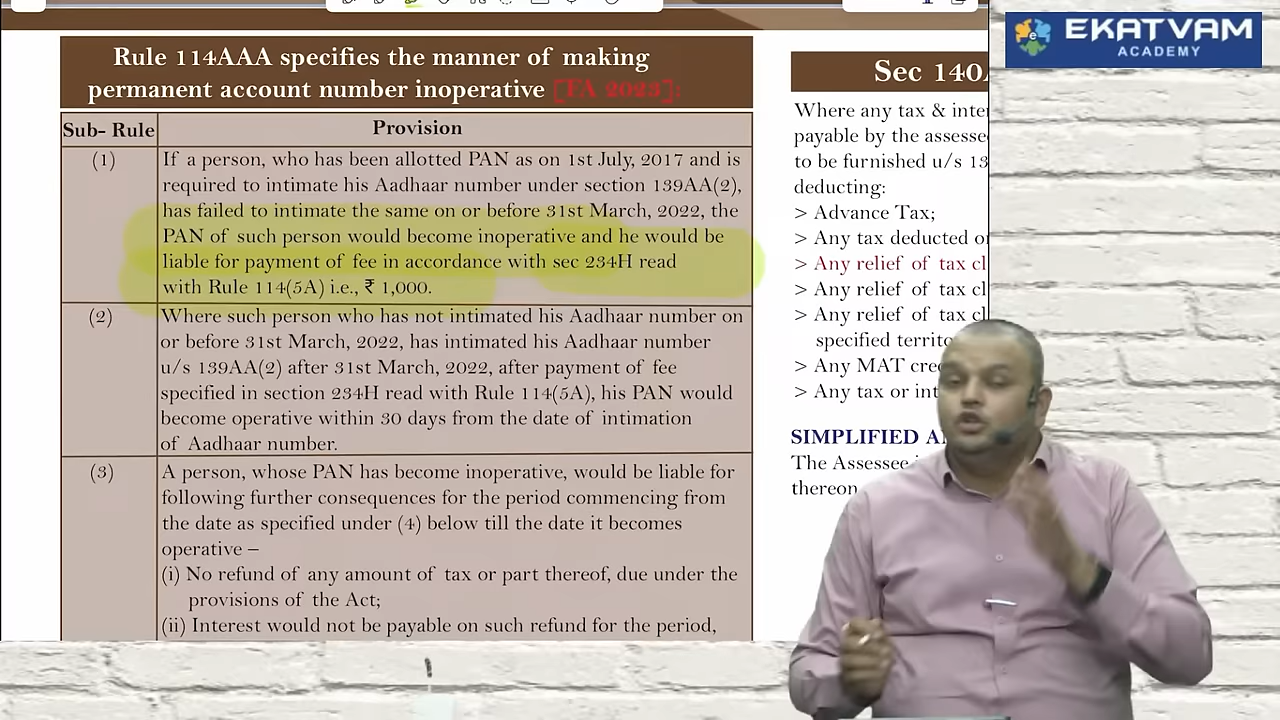 Rule 114AAA specifies the manner of making
permanent account number inoperative [FA 2023]:
Sub- Rule
Provision
(1)
If a person, who has been allotted PAN as on 1st July, 2017 and is
required to intimate his Aadhaar number under section 139AA(2),
has failed to intimate the same on or before 31st March, 2022, the
PAN of such person would become inoperative and he would be
liable for payment of fee in accordance with sec 234H read
with Rule 114(5A) i.e., ₹ 1,000.
(2)
Where such person who has not intimated his Aadhaar number on
or before 31st March, 2022, has intimated his Aadhaar number
u/s 139AA(2) after 31st March, 2022, after payment of fee
specified in section 234H read with Rule 114(5A), his PAN would
become operative within 30 days from the date of intimation
of Aadhaar number.
(3)
A person, whose PAN has become inoperative, would be liable for
following further consequences for the period commencing from
the date as specified under (4) below till the date it becomes
operative –
(i) No refund of any amount of tax or part thereof, due under the
provisions of the Act;
(ii) Interest would not be payable on such refund for the period,
Sec 140
Where any tax & inte
payable by the assesse
to be furnished u/s 13
deducting:
> Advance Tax;
> Any tax deducted o
> Any relief of tax cl
> Any relief of tax cl
> Any relief of tax cl
specified territo
> Any MAT cre
> Any tax or int
SIMPLIFIED A
The Assessee
thereon
EKATVAM
ACADEMY